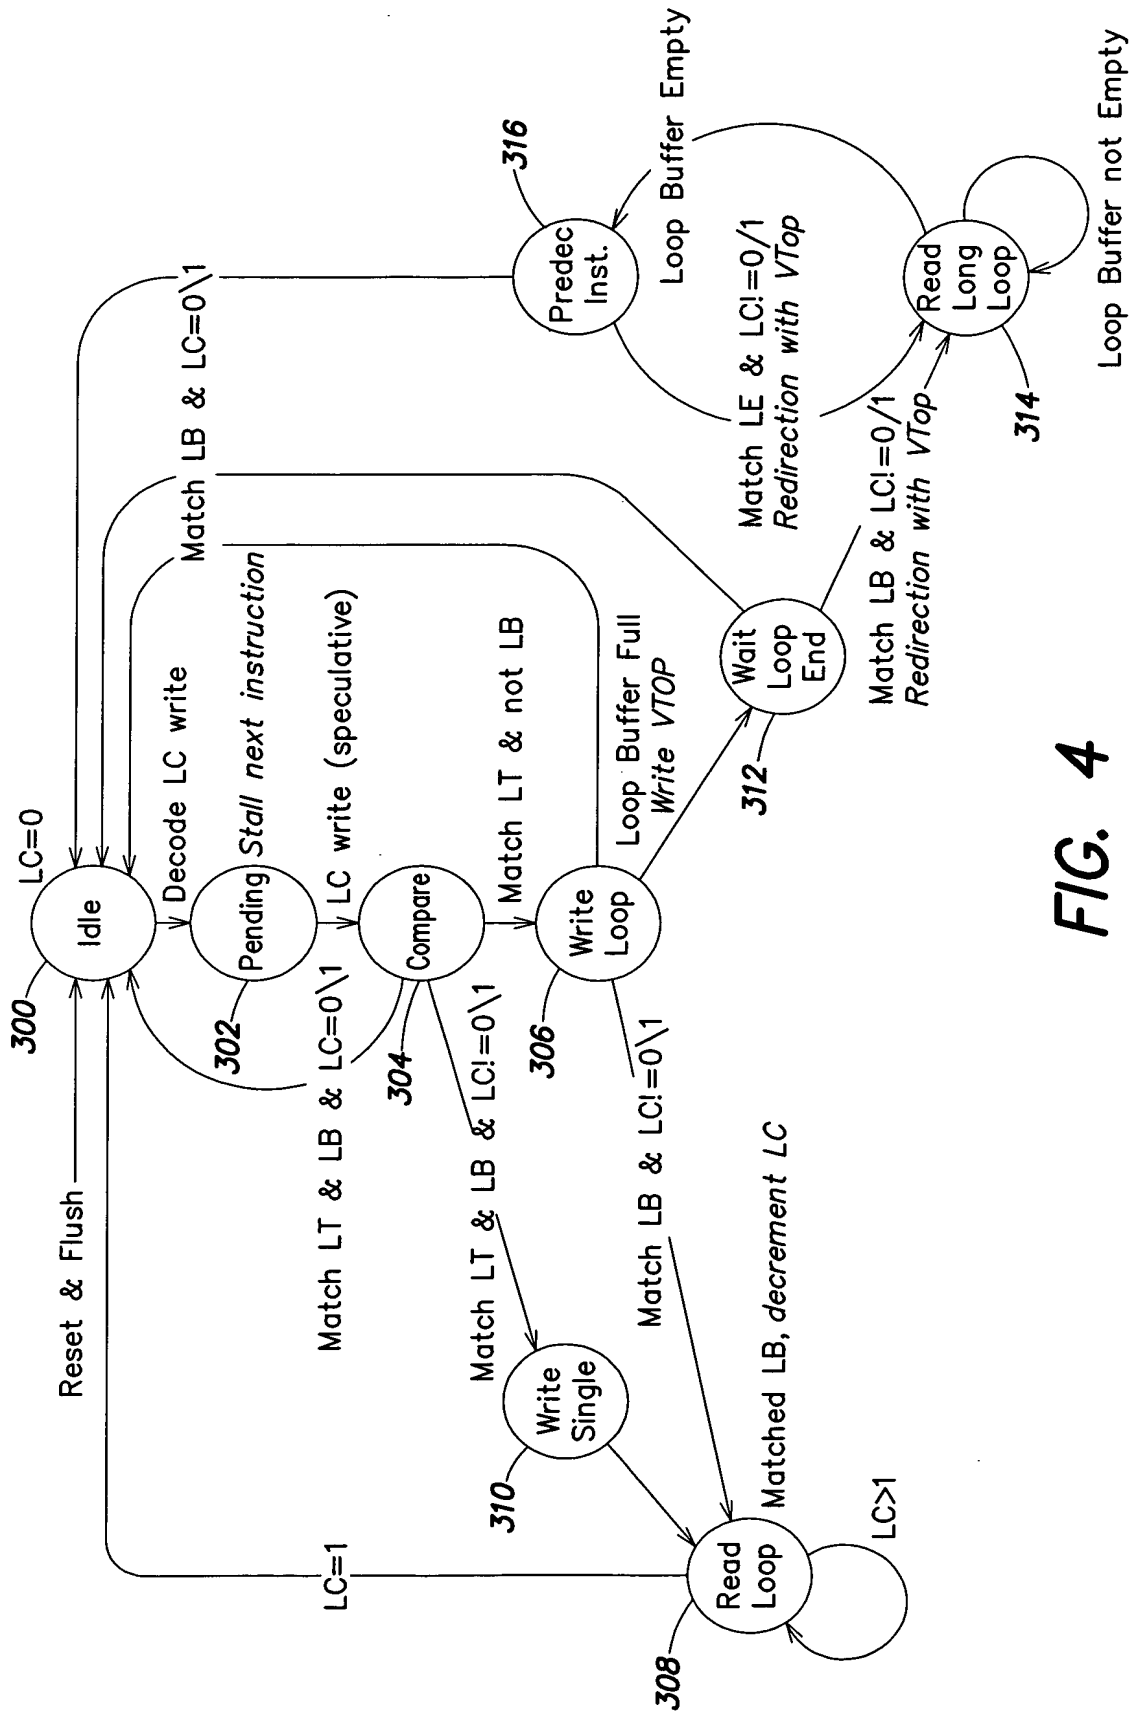 Reset & Flush
300
Idle
LC=0
Decode LC write
302
Pending
Stall next instruction
LC write (speculative)
Match LT & LB & LC=0\1
304
Compare
Match LT & not LB
Match LT & LB & LC!=0\1
306
Write
Loop
Match LB & LC=0\1
Loop Buffer Full
Write VTOP
Match LB & LC!=0\1
310
Write
Single
LC=1
308
Read
Loop
Matched LB, decrement LC
LC>1
312
Wait
Loop
End
Match LB & LC!=0/1
Redirection with VTop
316
Predec
Inst.
Loop Buffer Empty
Match LE & LC!=0/1
Redirection with VTop
314
Read
Long
Loop
Loop Buffer not Empty
FIG. 4